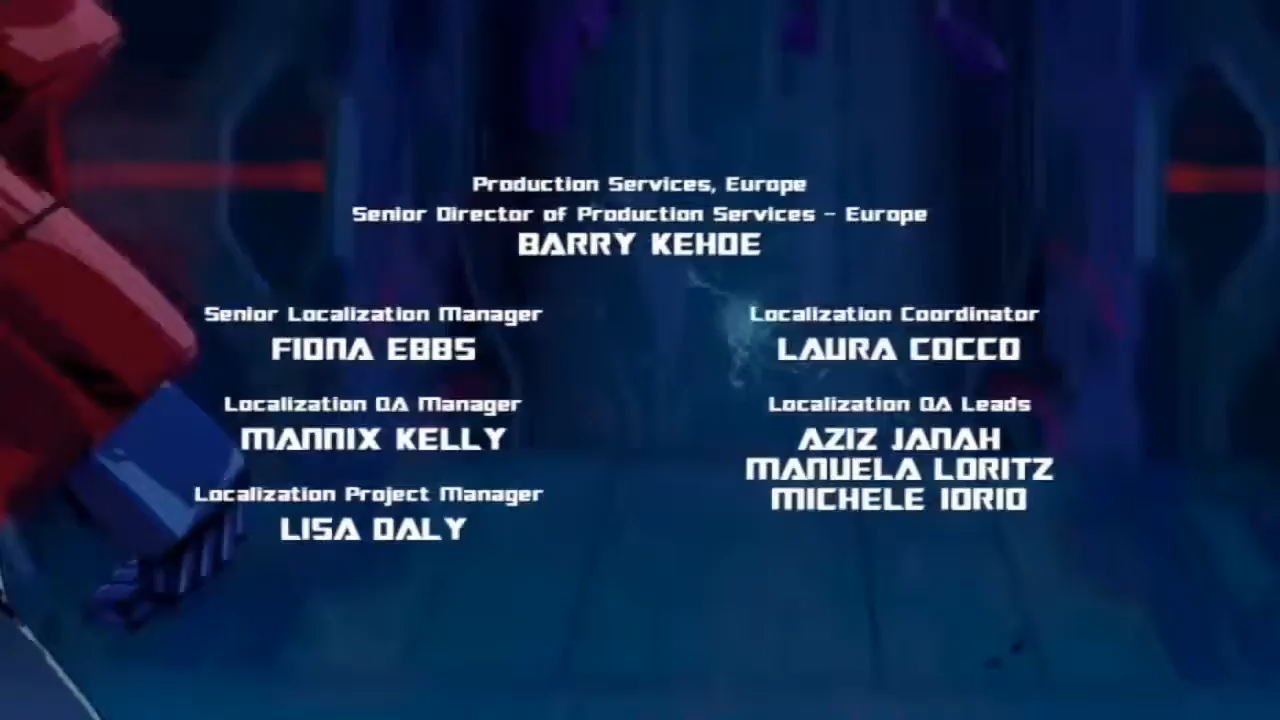 Production Services, Europe
Senior Director of Production Services - Europe
BARRY KEHOE
Senior Localization Manager
FIONA EBBS
Localization QA Manager
MANNIX KELLY
Localization Project Manager
LISA DALY
Localization Coordinator
LAURA COCCO
Localization QA Leads
AZIZ JANAH
MANUELA LORITZ
MICHELE IORIO